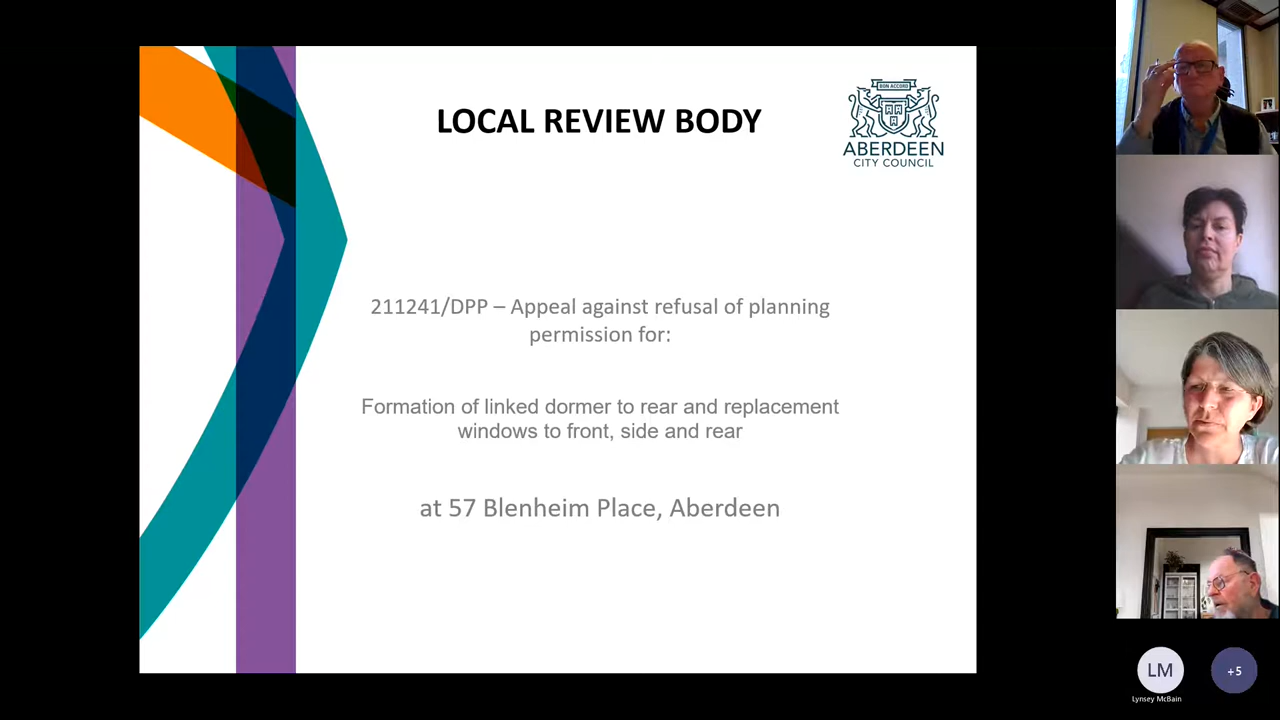 LOCAL REVIEW BODY
BON ACCORD
ABERDEEN
CITY COUNCIL
211241/DPP – Appeal against refusal of planning
permission for:
Formation of linked dormer to rear and replacement
windows to front, side and rear
at 57 Blenheim Place, Aberdeen
LM
+5
Lynsey McBain